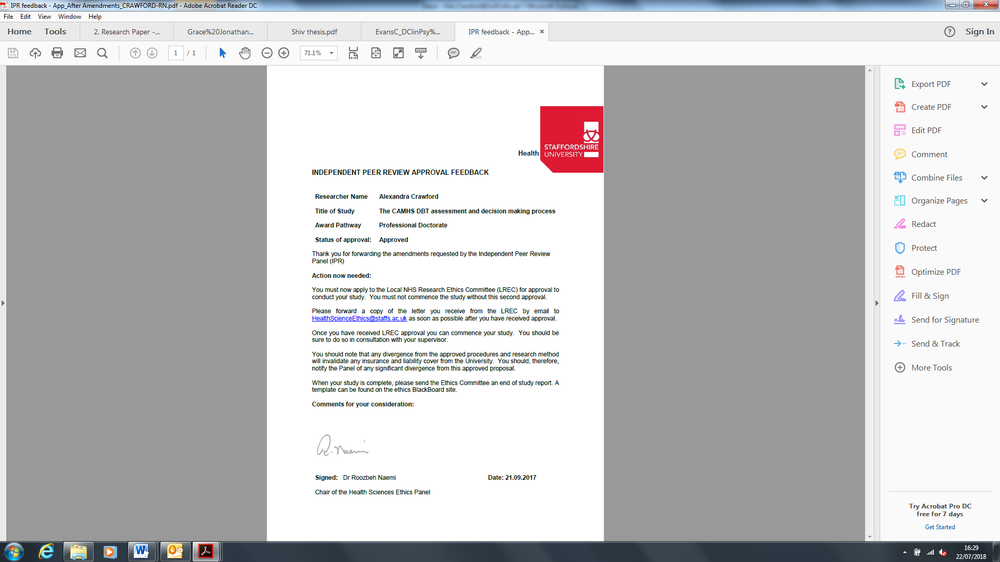 IPR feedback - App_After Amendments_CRAWFORD-RN.pdf - Adobe Acrobat Reader DC
File Edit View Window Help
Home Tools 2. Research Paper -... Grace%20Jonathan... Shiv thesis.pdf EvansC_DClinPsy%... IPR feedback - App... × Sign In
1 / 1 71.1%
Export PDF
Create PDF
Edit PDF
Comment
Combine Files
Organize Pages
Redact
Protect
Optimize PDF
Fill & Sign
Send for Signature
Send & Track
More Tools
Try Acrobat Pro DC
free for 7 days
Get Started
Health
STAFFORDSHIRE
UNIVERSITY
INDEPENDENT PEER REVIEW APPROVAL FEEDBACK
Researcher Name Alexandra Crawford
Title of Study The CAMHS DBT assessment and decision making process
Award Pathway Professional Doctorate
Status of approval: Approved
Thank you for forwarding the amendments requested by the Independent Peer Review
Panel (IPR)
Action now needed:
You must now apply to the Local NHS Research Ethics Committee (LREC) for approval to
conduct your study. You must not commence the study without this second approval.
Please forward a copy of the letter you receive from the LREC by email to
HealthScienceEthics@staffs.ac.uk as soon as possible after you have received approval.
Once you have received LREC approval you can commence your study. You should be
sure to do so in consultation with your supervisor.
You should note that any divergence from the approved procedures and research method
will invalidate any insurance and liability cover from the University. You should, therefore,
notify the Panel of any significant divergence from this approved proposal.
When your study is complete, please send the Ethics Committee an end of study report. A
template can be found on the ethics BlackBoard site.
Comments for your consideration:
R. Naemi
Signed: Dr Roozbeh Naemi Date: 21.09.2017
Chair of the Health Sciences Ethics Panel
16:29
22/07/2018